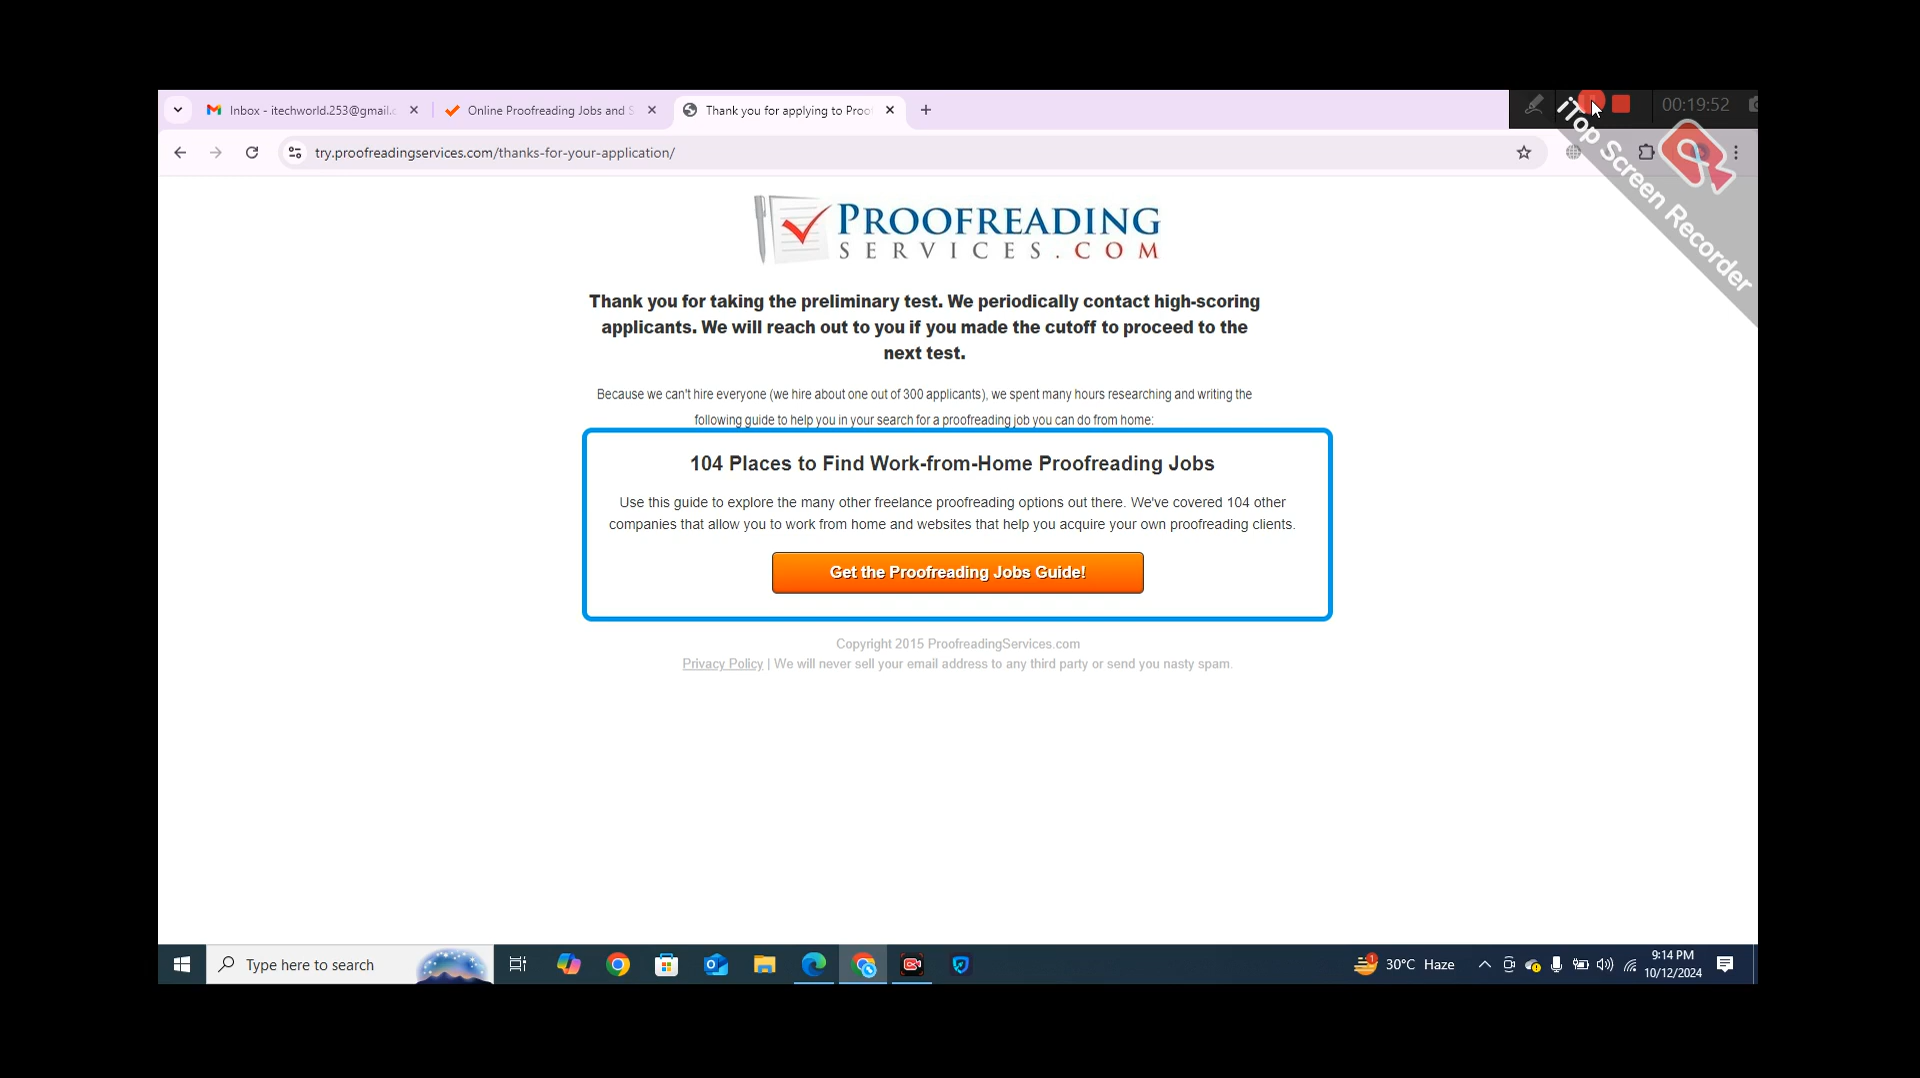 Inbox - itechworld.253@gmail.c
Online Proofreading Jobs and S
Thank you for applying to Proo
00:19:52
try.proofreadingservices.com/thanks-for-your-application/
iTop Screen Recorder
PROOFREADING
SERVICES.COM
Thank you for taking the preliminary test. We periodically contact high-scoring
applicants. We will reach out to you if you made the cutoff to proceed to the
next test.
Because we can't hire everyone (we hire about one out of 300 applicants), we spent many hours researching and writing the
following guide to help you in your search for a proofreading job you can do from home:
104 Places to Find Work-from-Home Proofreading Jobs
Use this guide to explore the many other freelance proofreading options out there. We've covered 104 other
companies that allow you to work from home and websites that help you acquire your own proofreading clients.
Get the Proofreading Jobs Guide!
Copyright 2015 ProofreadingServices.com
Privacy Policy | We will never sell your email address to any third party or send you nasty spam.
Type here to search
1
30°C Haze
9:14 PM
10/12/2024